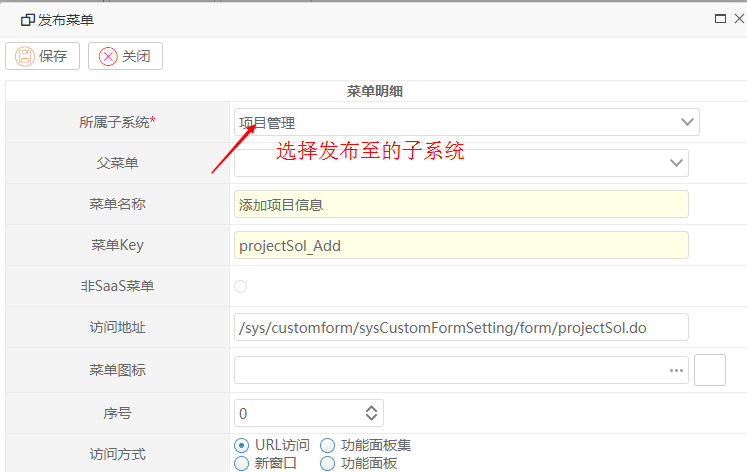 发布菜单
保存 关闭
菜单明细
所属子系统* 项目管理
选择发布至的子系统
父菜单
菜单名称 添加项目信息
菜单Key projectSol_Add
非SaaS菜单
访问地址 /sys/customform/sysCustomFormSetting/form/projectSol.do
菜单图标 ...
序号 0
访问方式 URL访问 功能面板集
新窗口 功能面板